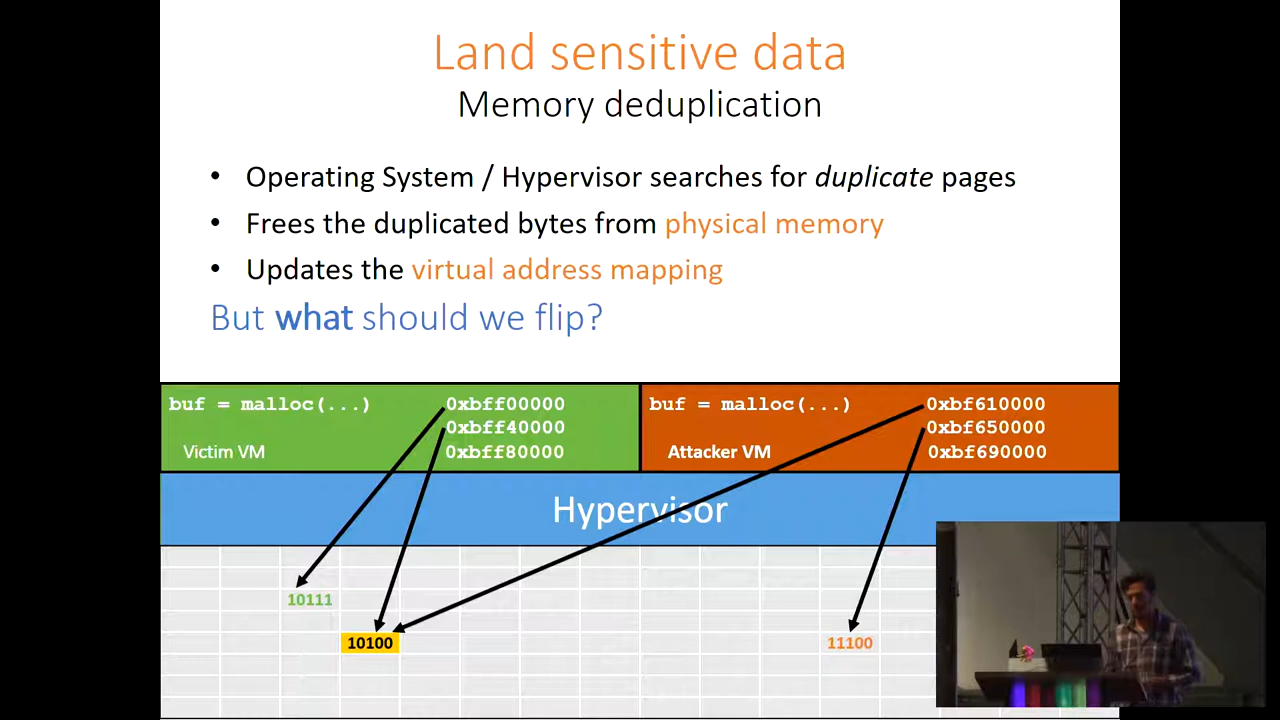 Land sensitive data
Memory deduplication
• Operating System / Hypervisor searches for duplicate pages
• Frees the duplicated bytes from physical memory
• Updates the virtual address mapping
But what should we flip?
buf = malloc(...) 0xbff00000
0xbff40000
Victim VM 0xbff80000
buf = malloc(...) 0xbf610000
0xbf650000
Attacker VM 0xbf690000
Hypervisor
10111
10100
11100